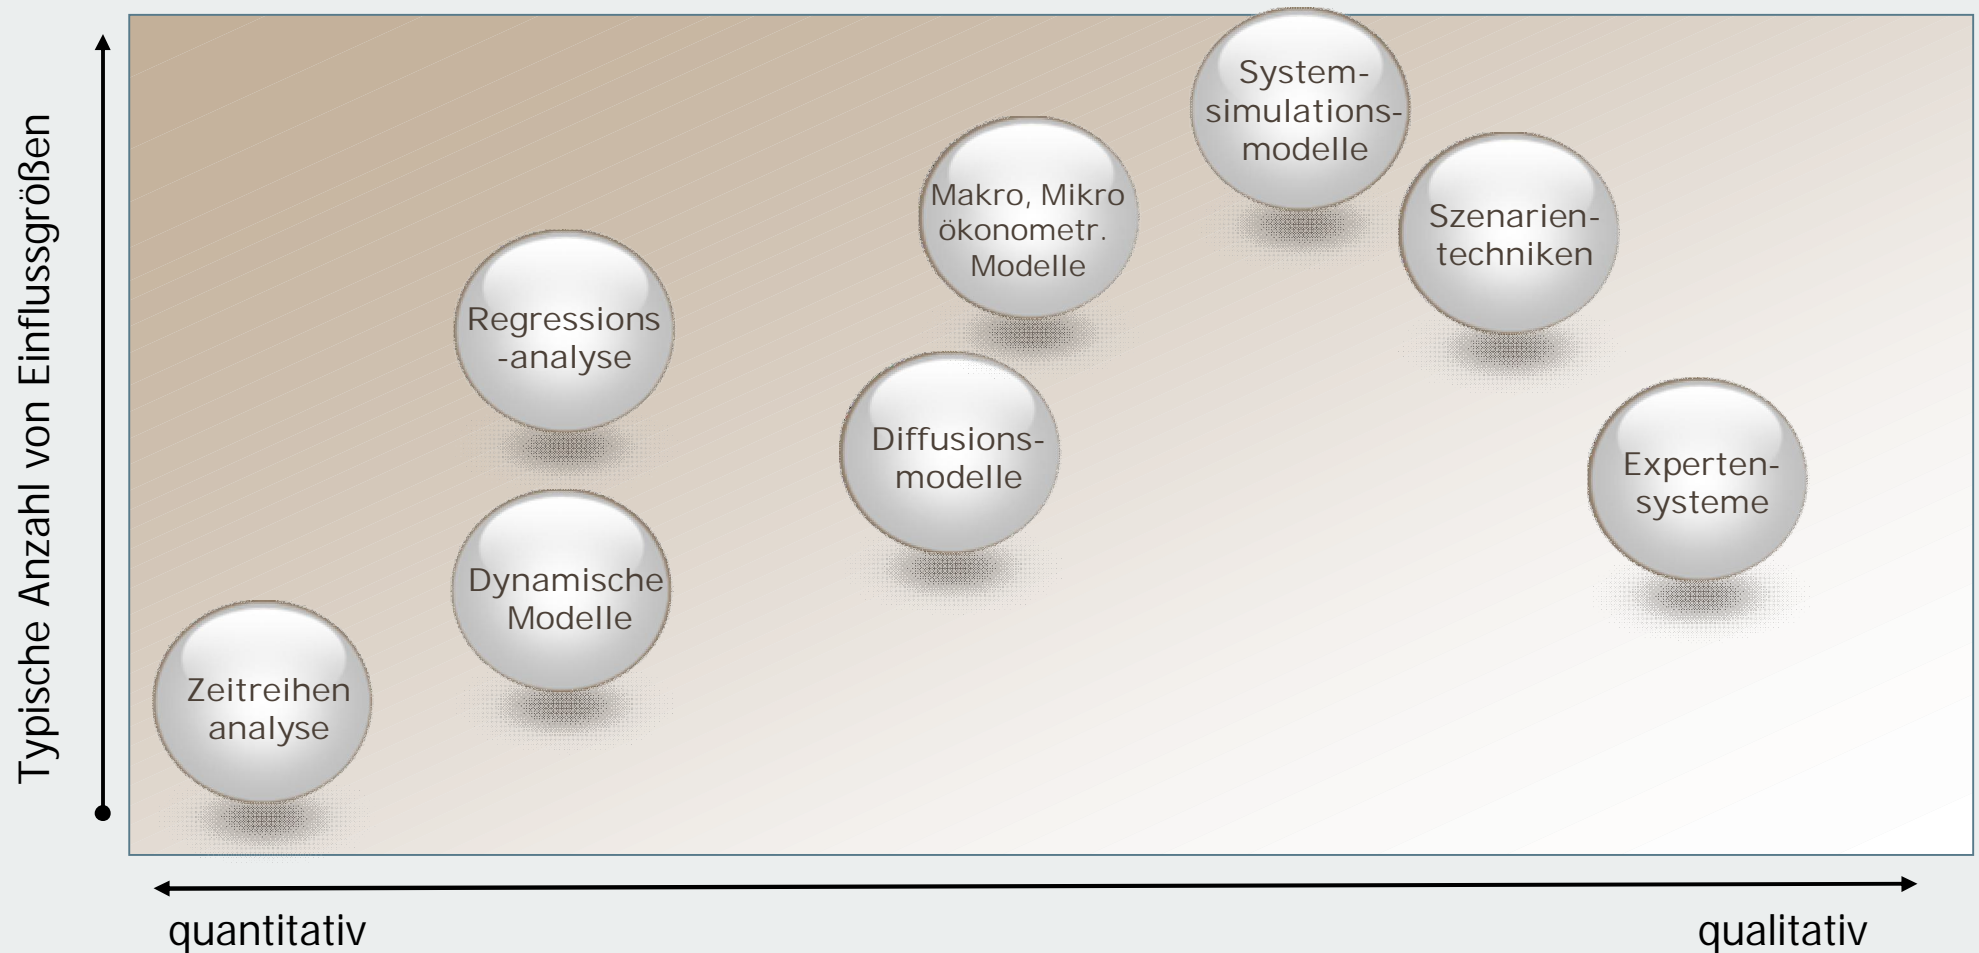 Typische Anzahl von Einflussgrößen
System-
simulations-
modelle
Makro, Mikro
ökonometr.
Modelle
Szenarien-
techniken
Regressions
-analyse
Diffusions-
modelle
Experten-
systeme
Dynamische
Modelle
Zeitreihen
analyse
quantitativ
qualitativ